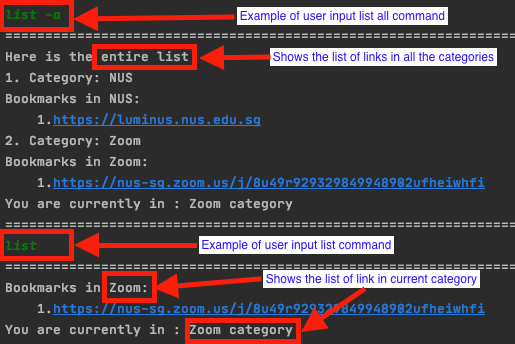 list -a
Example of user input list all command
============================================================
Here is the entire list
Shows the list of links in all the categories
1. Category: NUS
Bookmarks in NUS:
1.https://luminus.nus.edu.sg
2. Category: Zoom
Bookmarks in Zoom:
1.https://nus-sg.zoom.us/j/8u49r929329849948902ufheiwhfi
You are currently in : Zoom category
============================================================
list
Example of user input list command
============================================================
Shows the list of link in current category
Bookmarks in Zoom:
1.https://nus-sg.zoom.us/j/8u49r929329849948902ufheiwhfi
You are currently in : Zoom category